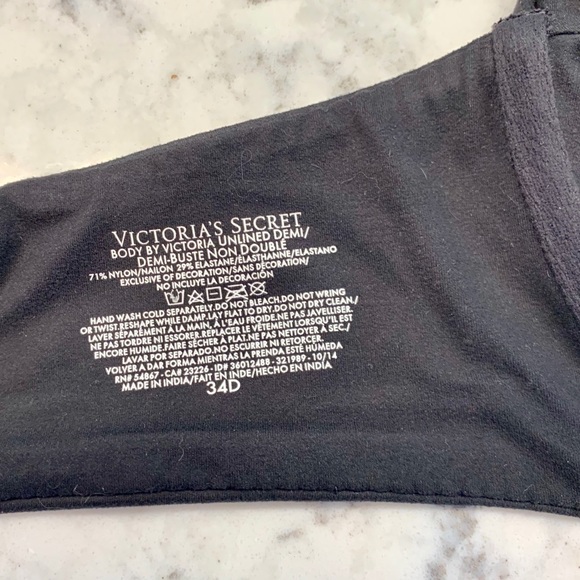 VICTORIA'S SECRET
BODY BY VICTORIA UNLINED DEMI/
DEMI-BUSTE NON DOUBLÉ
71% NYLON/NAILON 29% ELASTANE/ÉLASTHANNE/ELASTANO
EXCLUSIVE OF DECORATION/SANS DÉCORATION/
NO INCLUYE LA DECORACIÓN
HAND WASH COLD SEPARATELY.DO NOT BLEACH.DO NOT WRING
OR TWIST.RESHAPE WHILE DAMP.LAY FLAT TO DRY.DO NOT DRY CLEAN/
LAVER SÉPARÉMENT À LA MAIN, À L'EAU FROIDE.NE PAS JAVELLISER.
NE PAS TORDRE NI ESSORER.REPLACER LE VÊTEMENT LORSQU'IL EST
ENCORE HUMIDE.FAIRE SÉCHER À PLAT.NE PAS NETTOYER À SEC./
LAVAR POR SEPARADO.NO ESCURRIR NI RETORCER.
VOLVER A DAR FORMA MIENTRAS LA PRENDA ESTÉ HÚMEDA
RN# 54867 - CA# 23226 - ID# 3601248B - 321989 - 10/14
MADE IN INDIA/FAIT EN INDE/HECHO EN INDIA
34D